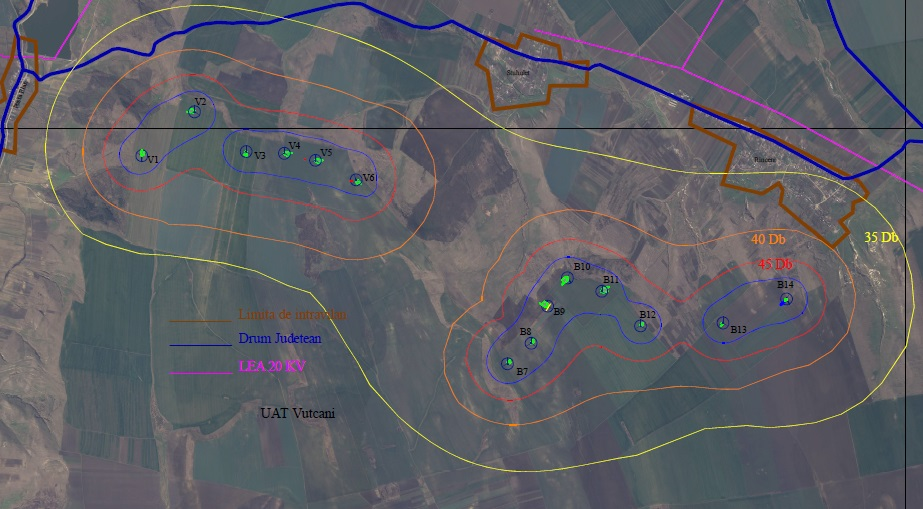 V2
V1
V3
V4
V5
V6
40 Db
35 Db
45 Db
B10
B11
B14
B9
B12
B13
B8
B7
Limita de intravilan
Drum Judetean
LEA 20 KV
UAT Vutcani